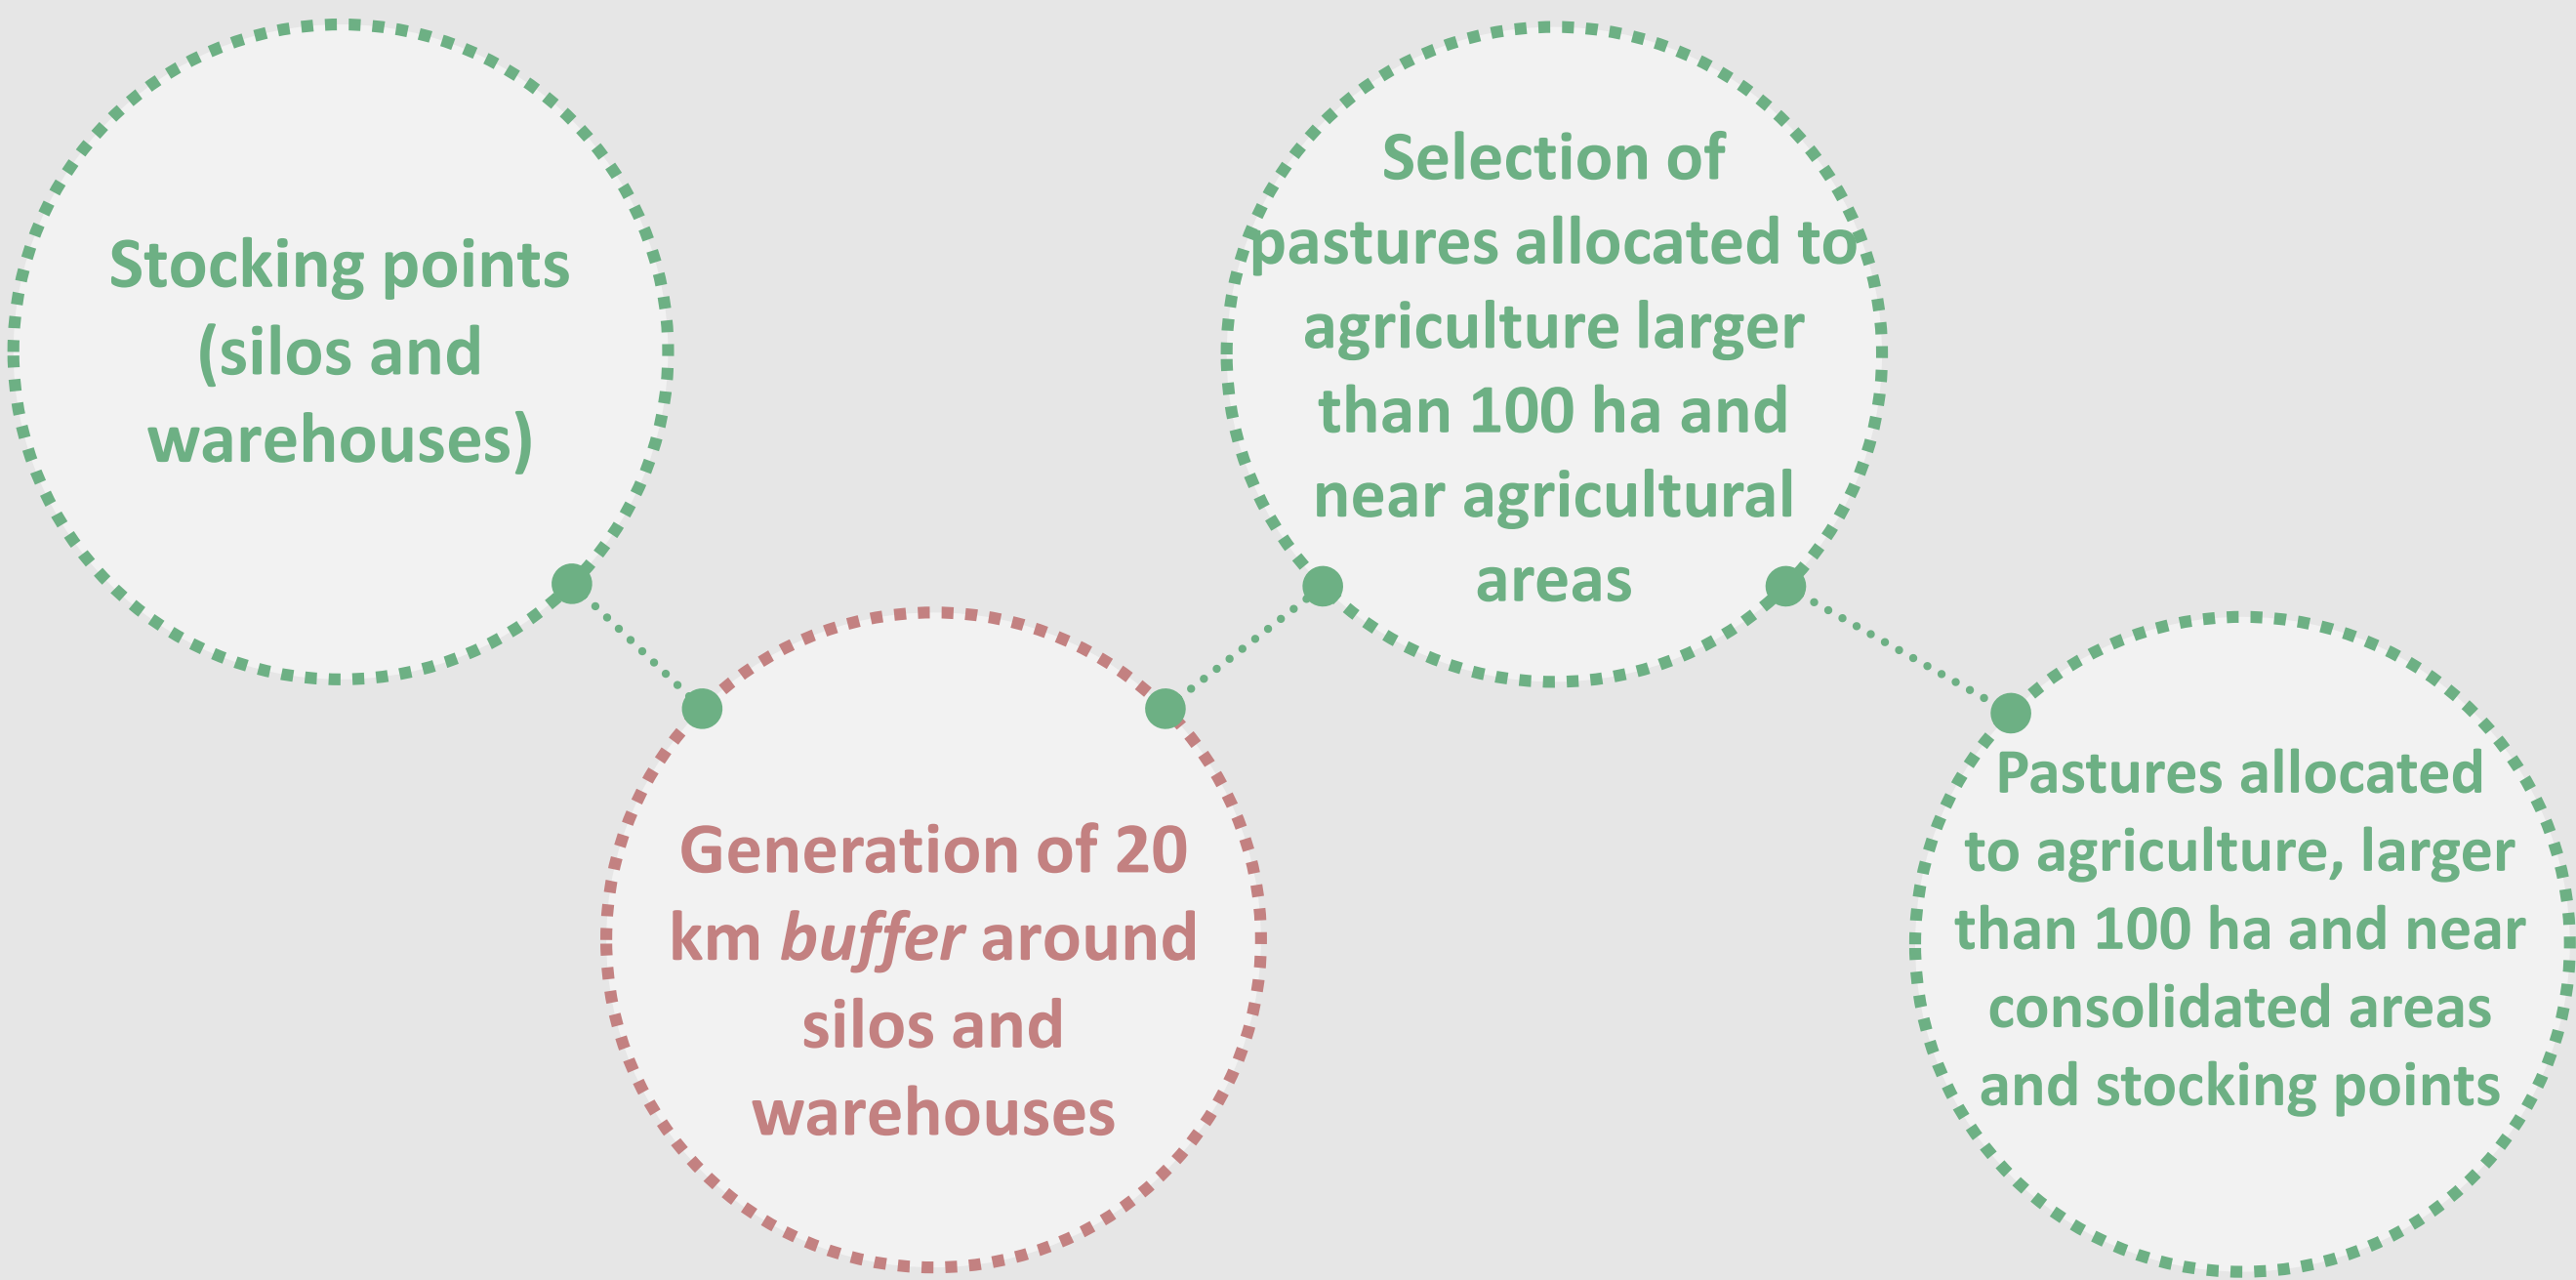 Stocking points
(silos and
warehouses)
Generation of 20
km buffer around
silos and
warehouses
Selection of
pastures allocated to
agriculture larger
than 100 ha and
near agricultural
areas
Pastures allocated
to agriculture, larger
than 100 ha and near
consolidated areas
and stocking points